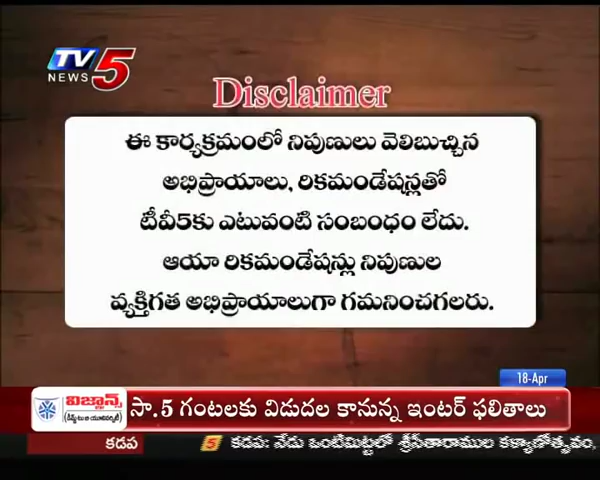 TV5
NEWS
Disclaimer
ఈ కార్యక్రమంలో నిపుణులు వెలిబుచ్చిన
అభిప్రాయాలు, రికమండేషన్లతో
టీవీ5కు ఎటువంటి సంబంధం లేదు.
ఆయా రికమండేషన్లు నిపుణుల
వ్యక్తిగత అభిప్రాయాలుగా గమనించగలరు.
18-Apr
విజ్ఞాన్స్
(డీమ్డ్ టు బి యూనివర్సిటీ)
సా.5 గంటలకు విడుదల కానున్న ఇంటర్ ఫలితాలు
కడప
5 కడప: నేడు ఒంటిమిట్టలో శ్రీసీతారాముల కళ్యాణోత్సవం,